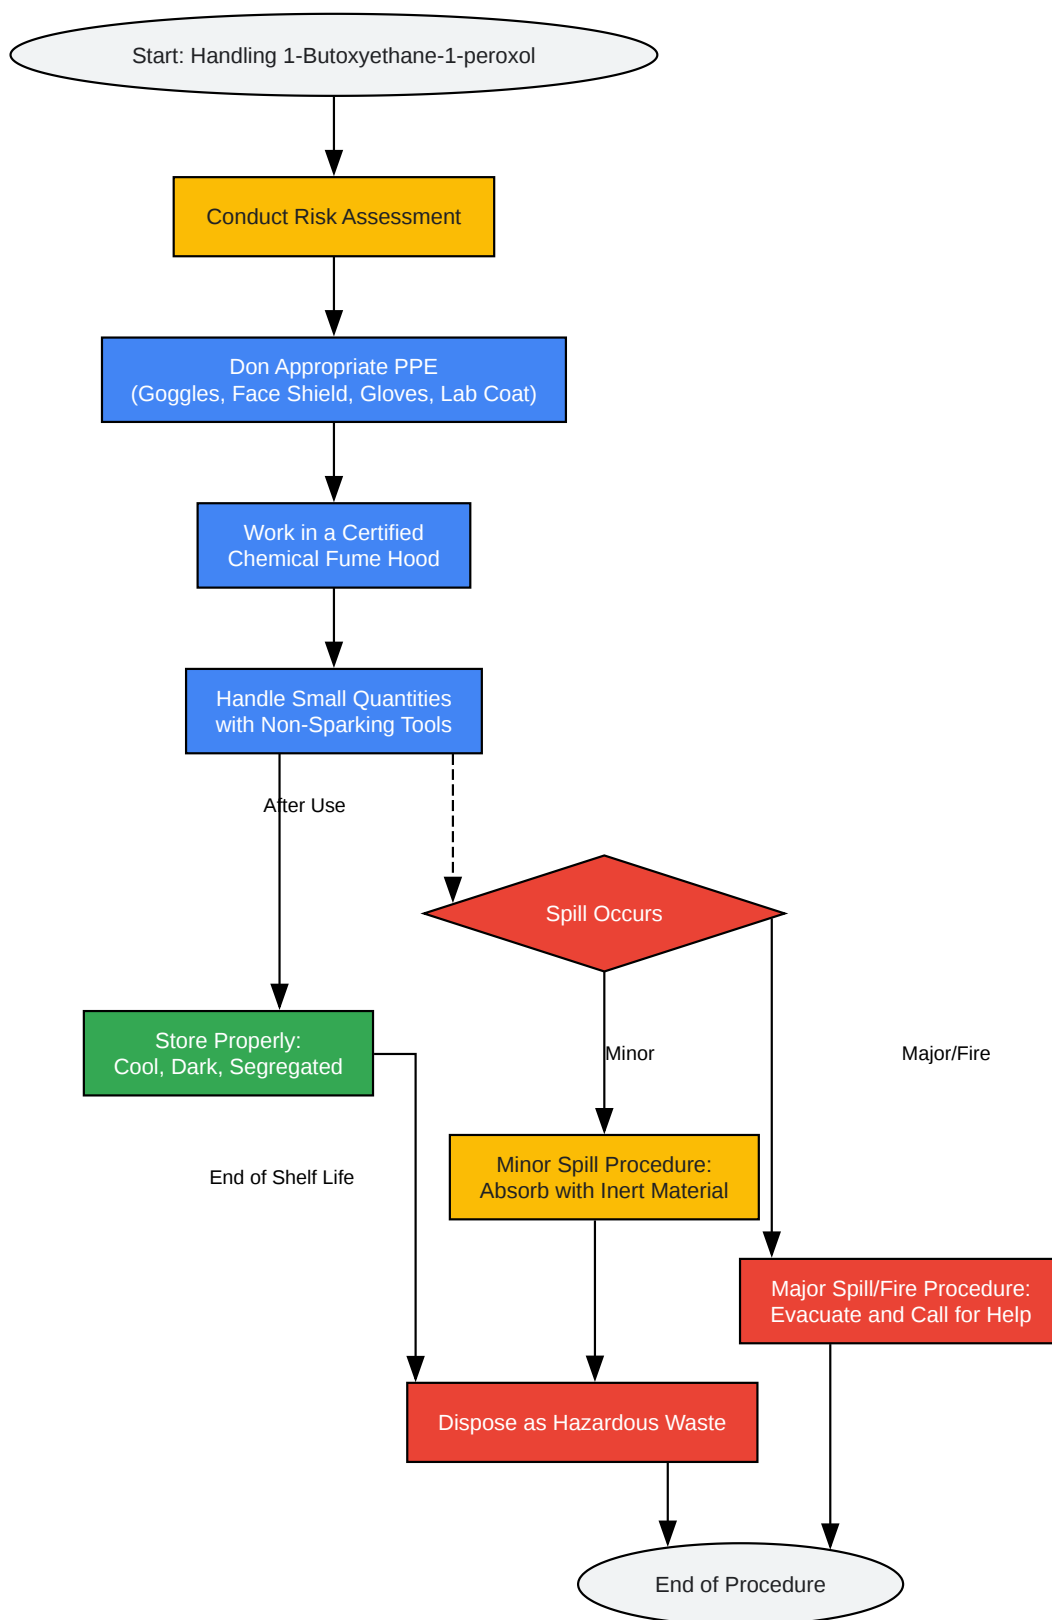 Start: Handling 1-Butoxyethane-1-peroxol
Conduct Risk Assessment
Don Appropriate PPE
(Goggles, Face Shield, Gloves, Lab Coat)
Work in a Certified
Chemical Fume Hood
Handle Small Quantities
with Non-Sparking Tools
After Use
Spill Occurs
Store Properly:
Cool, Dark, Segregated
Minor
Major/Fire
Minor Spill Procedure:
Absorb with Inert Material
End of Shelf Life
Major Spill/Fire Procedure:
Evacuate and Call for Help
Dispose as Hazardous Waste
End of Procedure